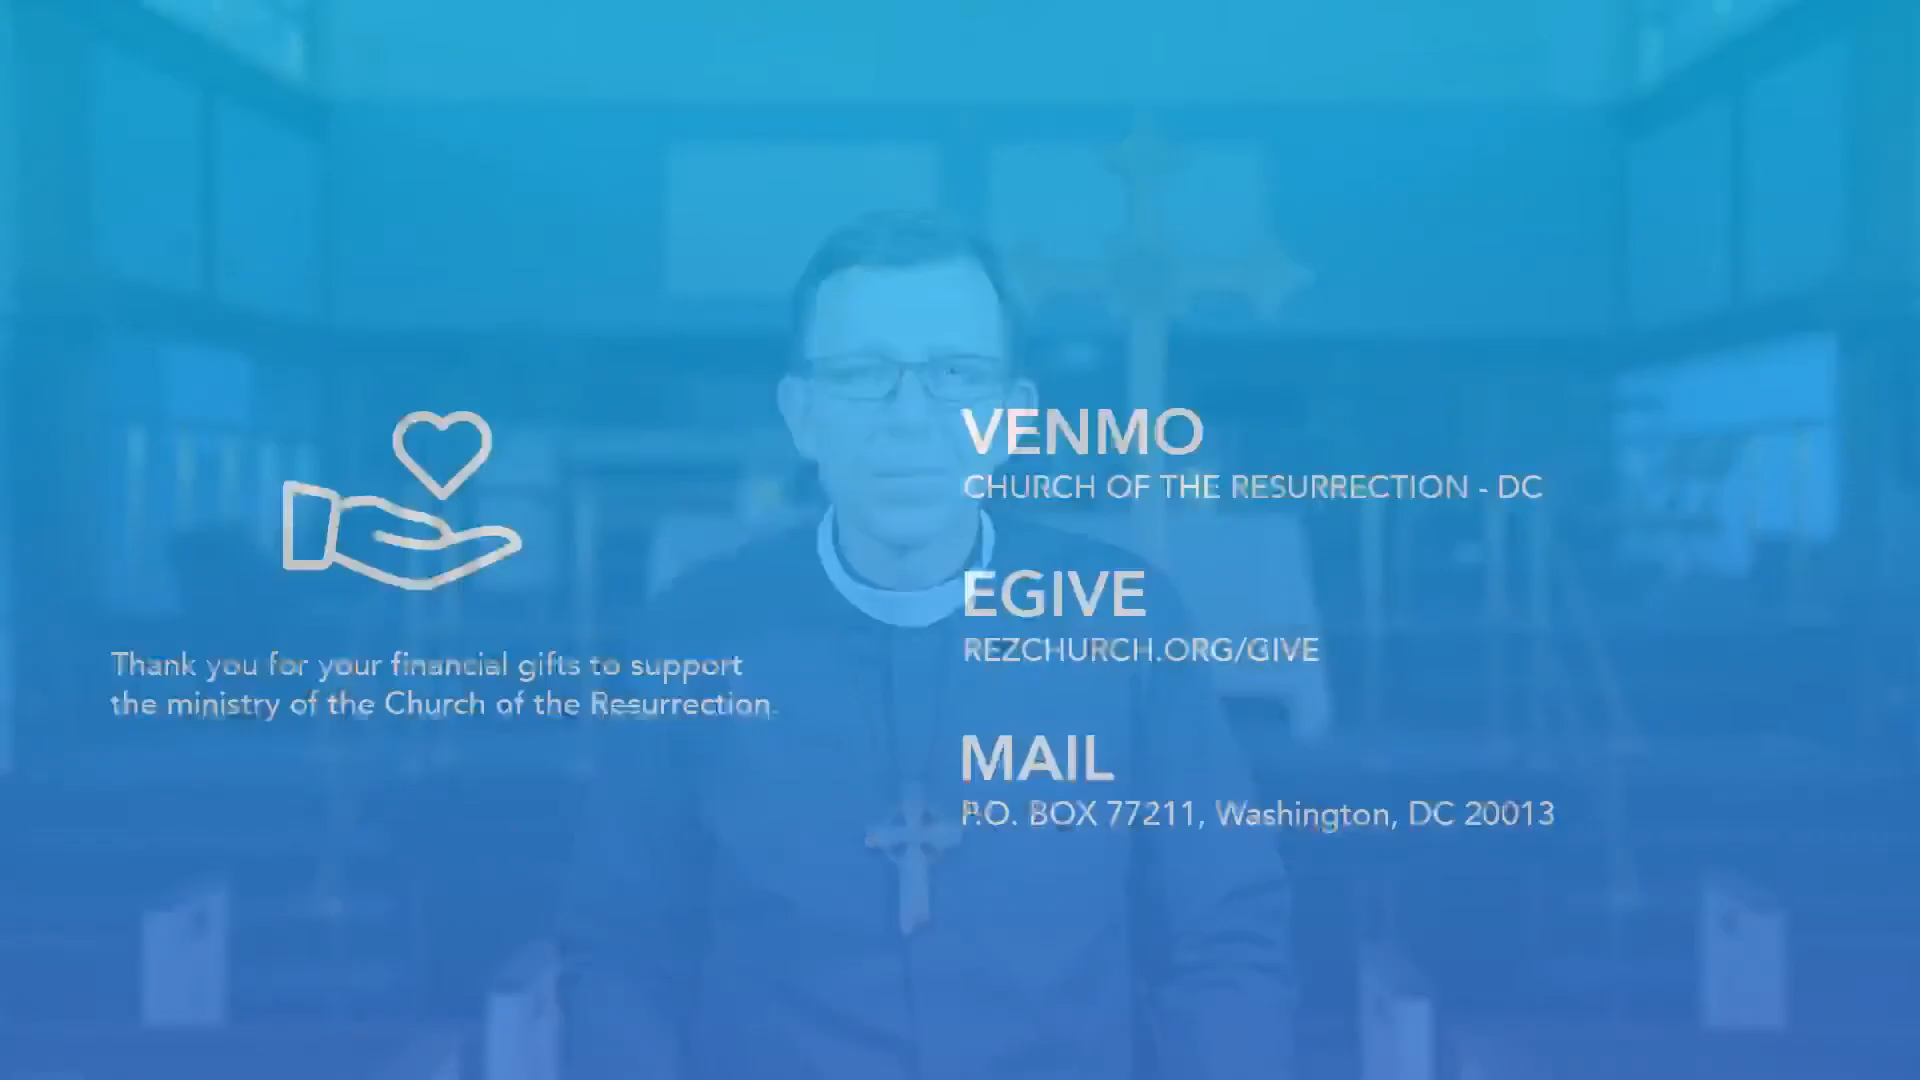 Thank you for your financial gifts to support
the ministry of the Church of the Resurrection.
VENMO
CHURCH OF THE RESURRECTION - DC
EGIVE
REZCHURCH.ORG/GIVE
MAIL
P.O. BOX 77211, Washington, DC 20013